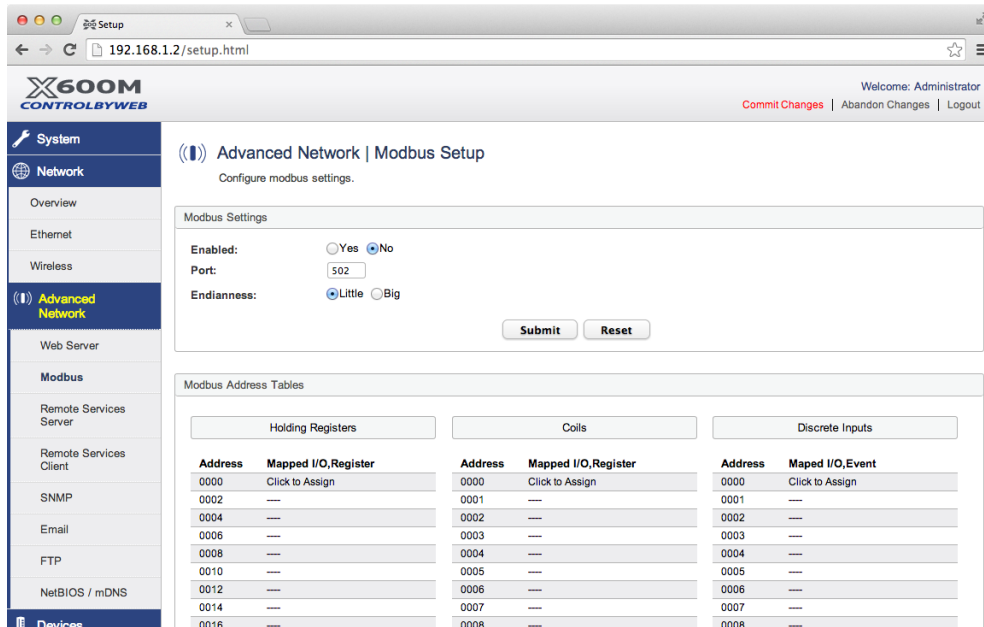 Setup
192.168.1.2/setup.html
X600M
CONTROLBYWEB
Welcome: Administrator
Commit Changes | Abandon Changes | Logout
System
Network
Overview
Ethernet
Wireless
Advanced
Network
Web Server
Modbus
Remote Services
Server
Remote Services
Client
SNMP
Email
FTP
NetBIOS / mDNS
Devices
Advanced Network | Modbus Setup
Configure modbus settings.
Modbus Settings
Enabled: Yes No
Port: 502
Endianness: Little Big
Submit Reset
Modbus Address Tables
Holding Registers Coils Discrete Inputs
Address Mapped I/O,Register Address Mapped I/O,Register Address Maped I/O,Event
0000 Click to Assign 0000 Click to Assign 0000 Click to Assign
0002 ---- 0001 ---- 0001 ----
0004 ---- 0002 ---- 0002 ----
0006 ---- 0003 ---- 0003 ----
0008 ---- 0004 ---- 0004 ----
0010 ---- 0005 ---- 0005 ----
0012 ---- 0006 ---- 0006 ----
0014 ---- 0007 ---- 0007 ----
0016 ---- 0008 ---- 0008 ----